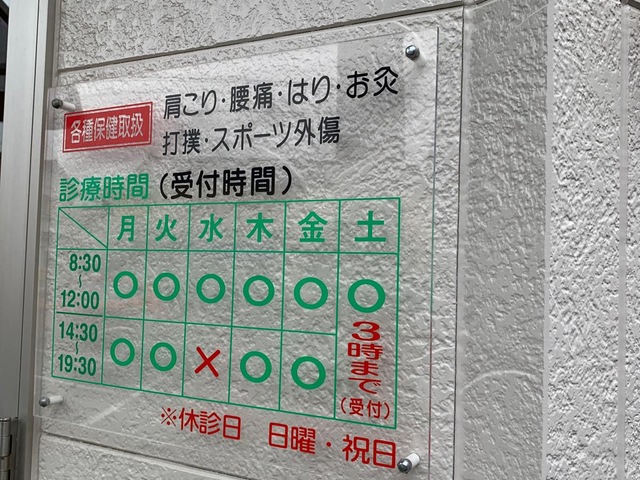 各種保健取扱
肩こり・腰痛・はり・お灸
打撲・スポーツ外傷
診療時間(受付時間)
月 火 水 木 金 土
8:30〜12:00 ○ ○ ○ ○ ○ ○
14:30〜19:30 ○ ○ × ○ ○ 3時まで(受付)
※休診日 日曜・祝日